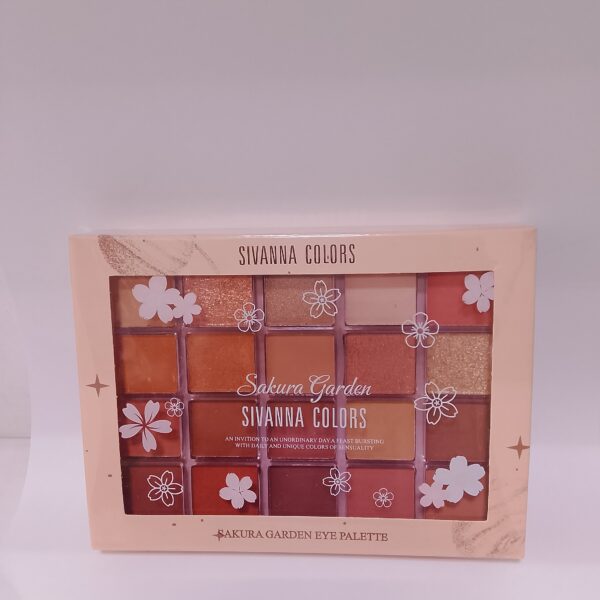 SIVANNA COLORS
Sakura Garden
SIVANNA COLORS
AN INVITATION TO AN UNORDINARY DAY A FEAST BURSTING
WITH DAILY AND UNIQUE COLORS OF SENSUALITY
SAKURA GARDEN EYE PALETTE